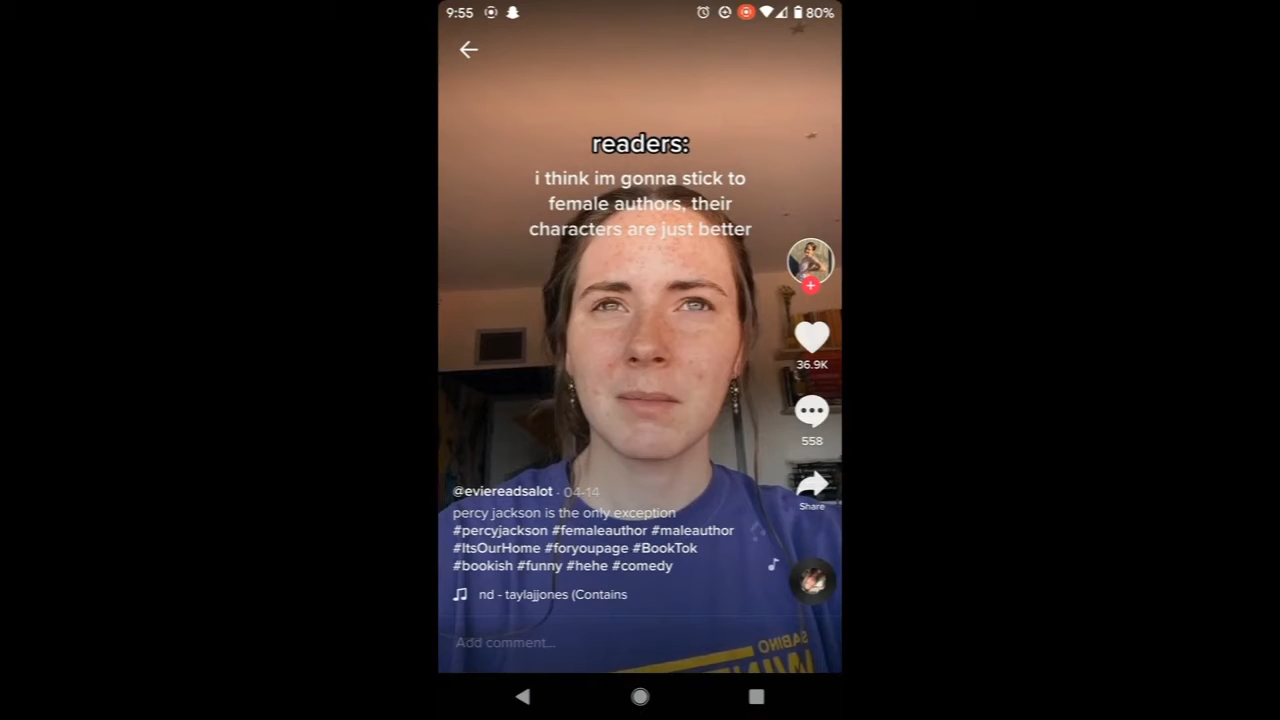 9:55
80%
readers:
i think im gonna stick to
female authors, their
characters are just better
36.9K
558
Share
@eviereadsalot · 04-14
percy jackson is the only exception
#percyjackson #femaleauthor #maleauthor
#ItsOurHome #foryoupage #BookTok
#bookish #funny #hehe #comedy
nd - taylajjones (Contains
Add comment...
SABINO